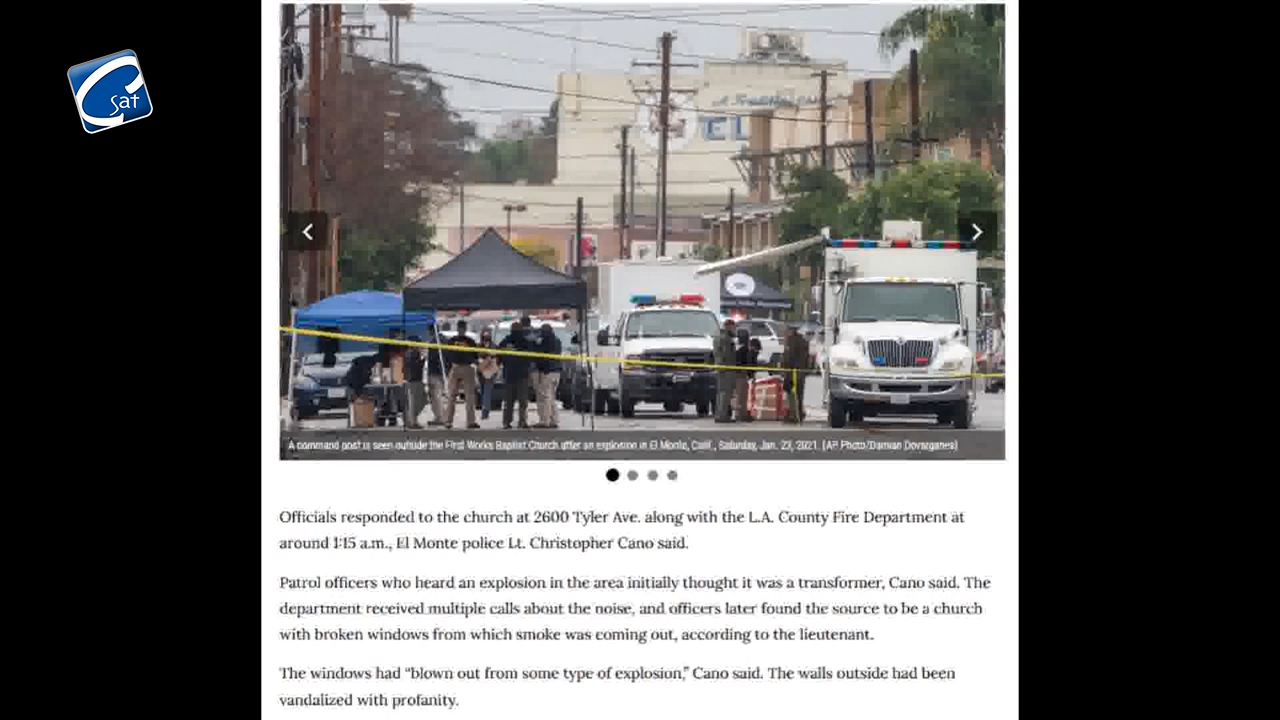 C Sat
EL
A command post is seen outside the First Works Baptist Church after an explosion in El Monte, Calif., Saturday, Jan. 23, 2021. (AP Photo/Damian Dovarganes)
Officials responded to the church at 2600 Tyler Ave. along with the L.A. County Fire Department at
around 1:15 a.m., El Monte police Lt. Christopher Cano said.
Patrol officers who heard an explosion in the area initially thought it was a transformer, Cano said. The
department received multiple calls about the noise, and officers later found the source to be a church
with broken windows from which smoke was coming out, according to the lieutenant.
The windows had “blown out from some type of explosion,” Cano said. The walls outside had been
vandalized with profanity.